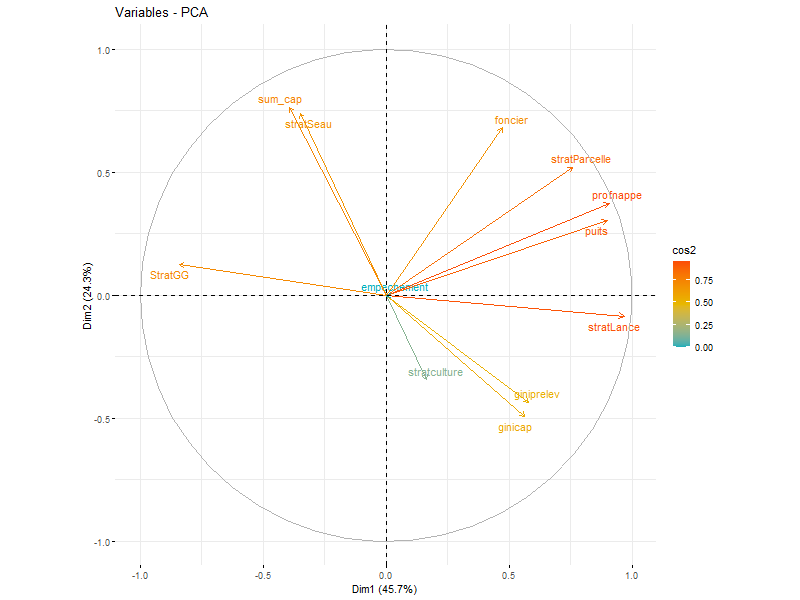 Variables - PCA
1.0
sum_cap
stratSeau
foncier
stratParcelle
0.5
profnappe
puits
StratGG
empoisonnement
0.0
stratLance
stratculture
giniprelev
ginicap
-0.5
-1.0
-1.0
-0.5
0.0
0.5
1.0
Dim1 (45.7%)
Dim2 (24.3%)
cos2
0.75
0.50
0.25
0.00